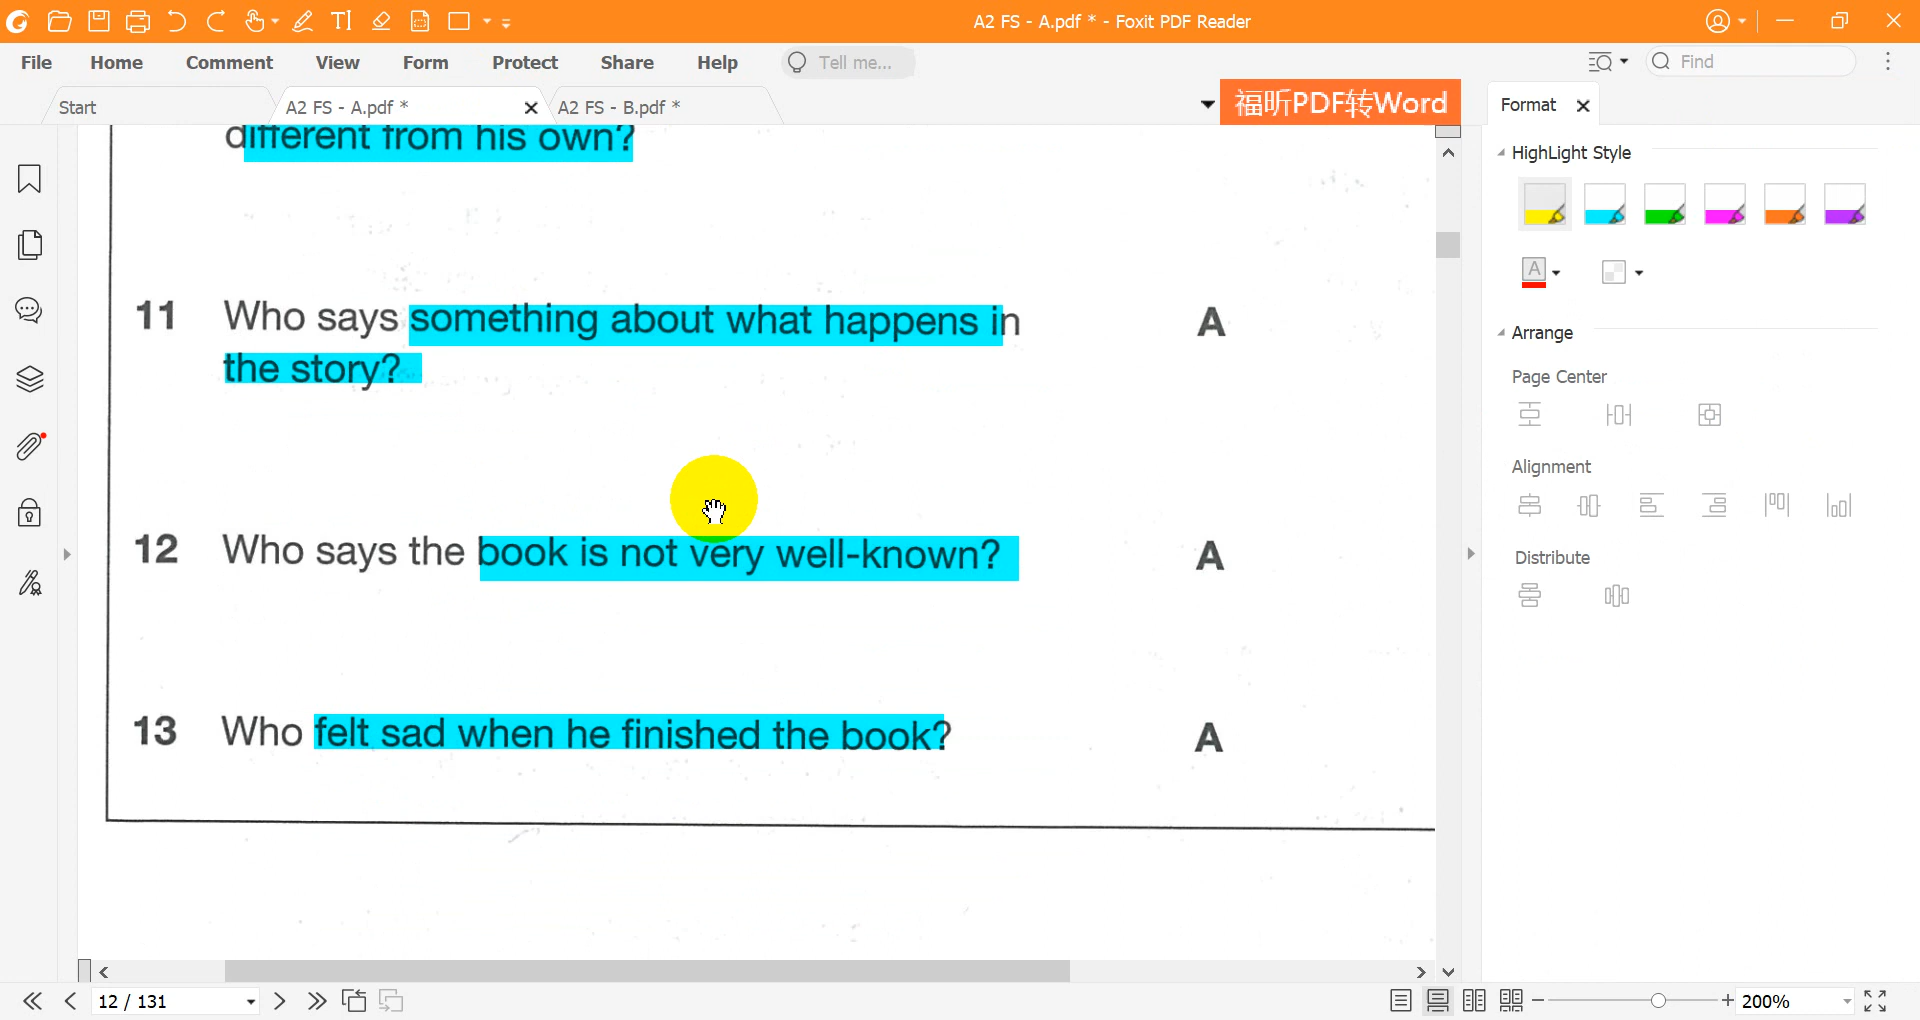 A2 FS - A.pdf * - Foxit PDF Reader
File Home Comment View Form Protect Share Help Tell me... Find
Start A2 FS - A.pdf * A2 FS - B.pdf * 福昕PDF转Word Format
different from his own?
11 Who says something about what happens in A
the story?
12 Who says the book is not very well-known? A
13 Who felt sad when he finished the book? A
HighLight Style
A
Arrange
Page Center
Alignment
Distribute
12 / 131 200%